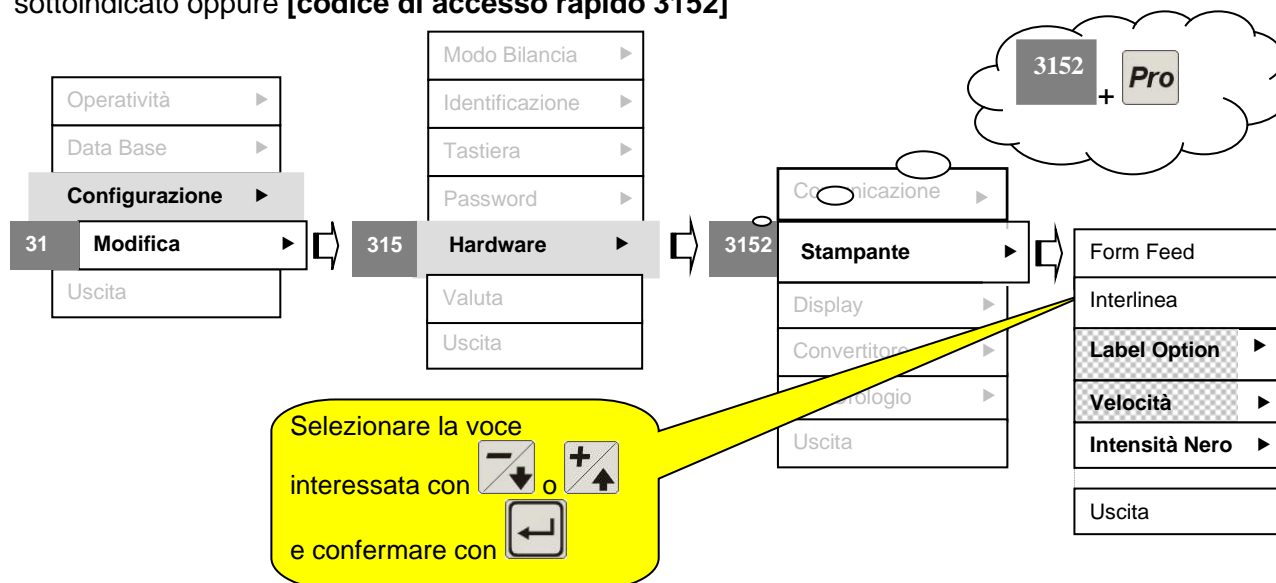 sottoindicato oppure [codice di accesso rapido 3152]
3152
+
Pro
Operatività
Data Base
Configurazione
31 Modifica
Uscita
Modo Bilancia
Identificazione
Tastiera
Password
315 Hardware
Valuta
Uscita
3152 Stampante
Display
Uscita
Form Feed
Interlinea
Label Option
Velocità
Intensità Nero
Uscita
Selezionare la voce
interessata con o
e confermare con